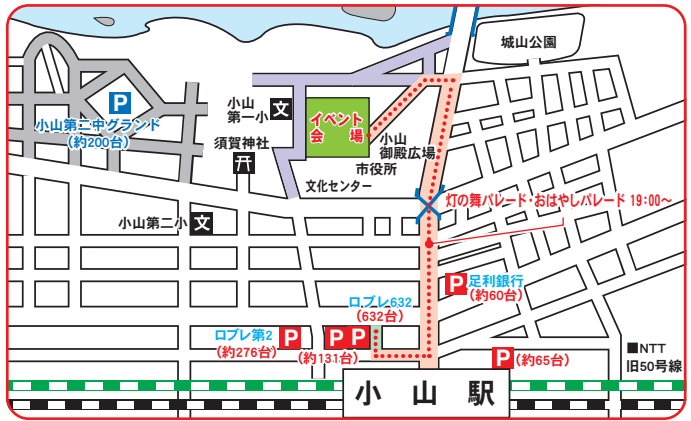 城山公園
P
小山第二中グランド
(約200台)
小山
第一小
文
イベント
会場
小山
御殿広場
須賀神社
市役所
文化センター
小山第二小
文
灯の舞パレード・おはやしパレード 19:00〜
P
足利銀行
(約60台)
ロブレ632
(632台)
ロブレ第2
(約276台)
P
P
P
(約131台)
P
(約65台)
■NTT
旧50号線
小山駅